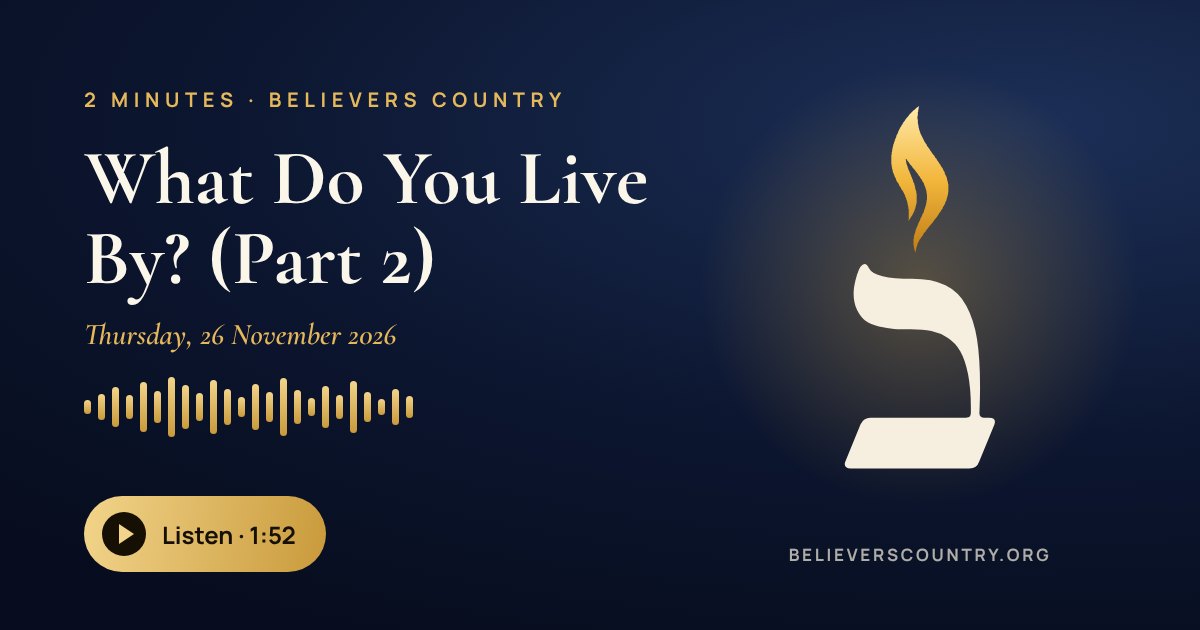 2 MINUTES · BELIEVERS COUNTRY
What Do You Live
By? (Part 2)
Thursday, 26 November 2026
Listen · 1:52
ב
BELIEVERSCOUNTRY.ORG